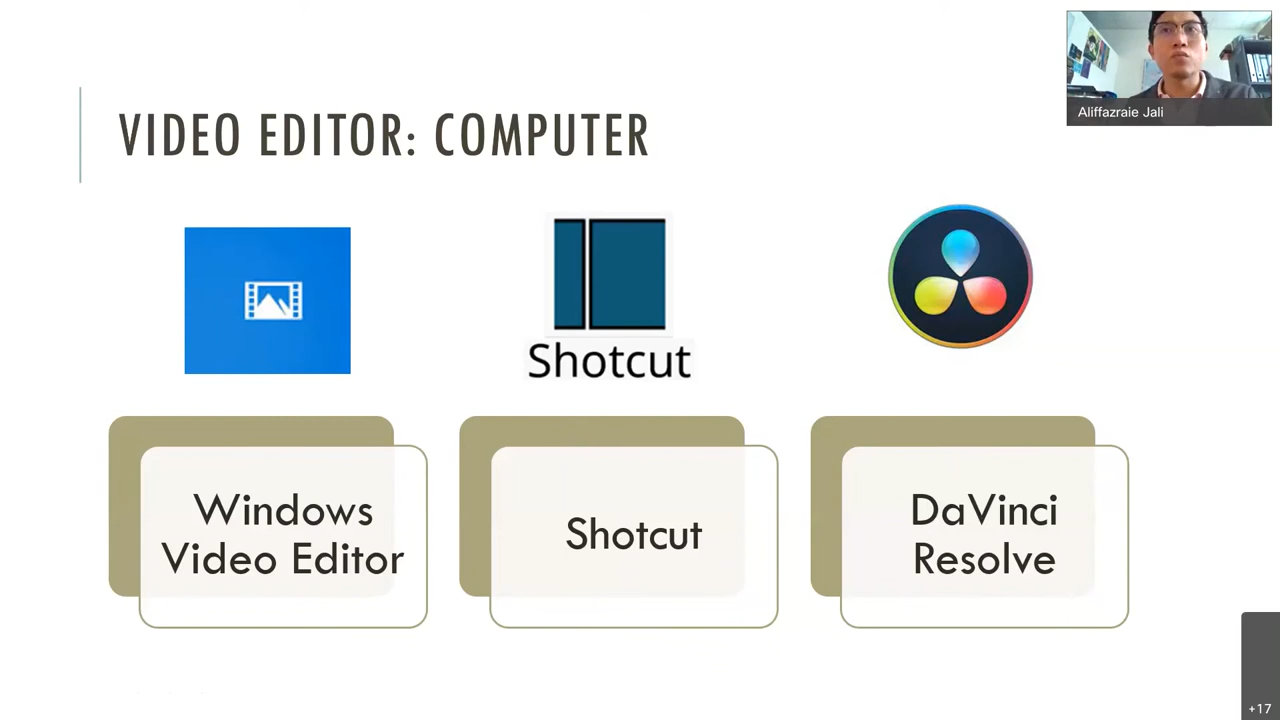 Aliffazraie Jali
VIDEO EDITOR: COMPUTER
Shotcut
Windows
Video Editor
Shotcut
DaVinci
Resolve
+17